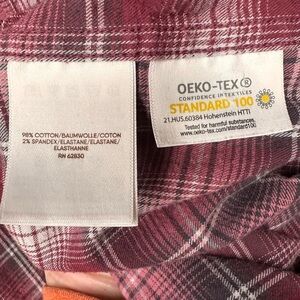 98% COTTON/BAUMWOLLE/COTON
2% SPANDEX/ELASTANE/ELASTANE/
ELASTHANNE
RN 62830
OEKO-TEX®
CONFIDENCE IN TEXTILES
STANDARD 100
21.HUS.60384 Hohenstein HTTI
Tested for harmful substances.
www.oeko-tex.com/standard100